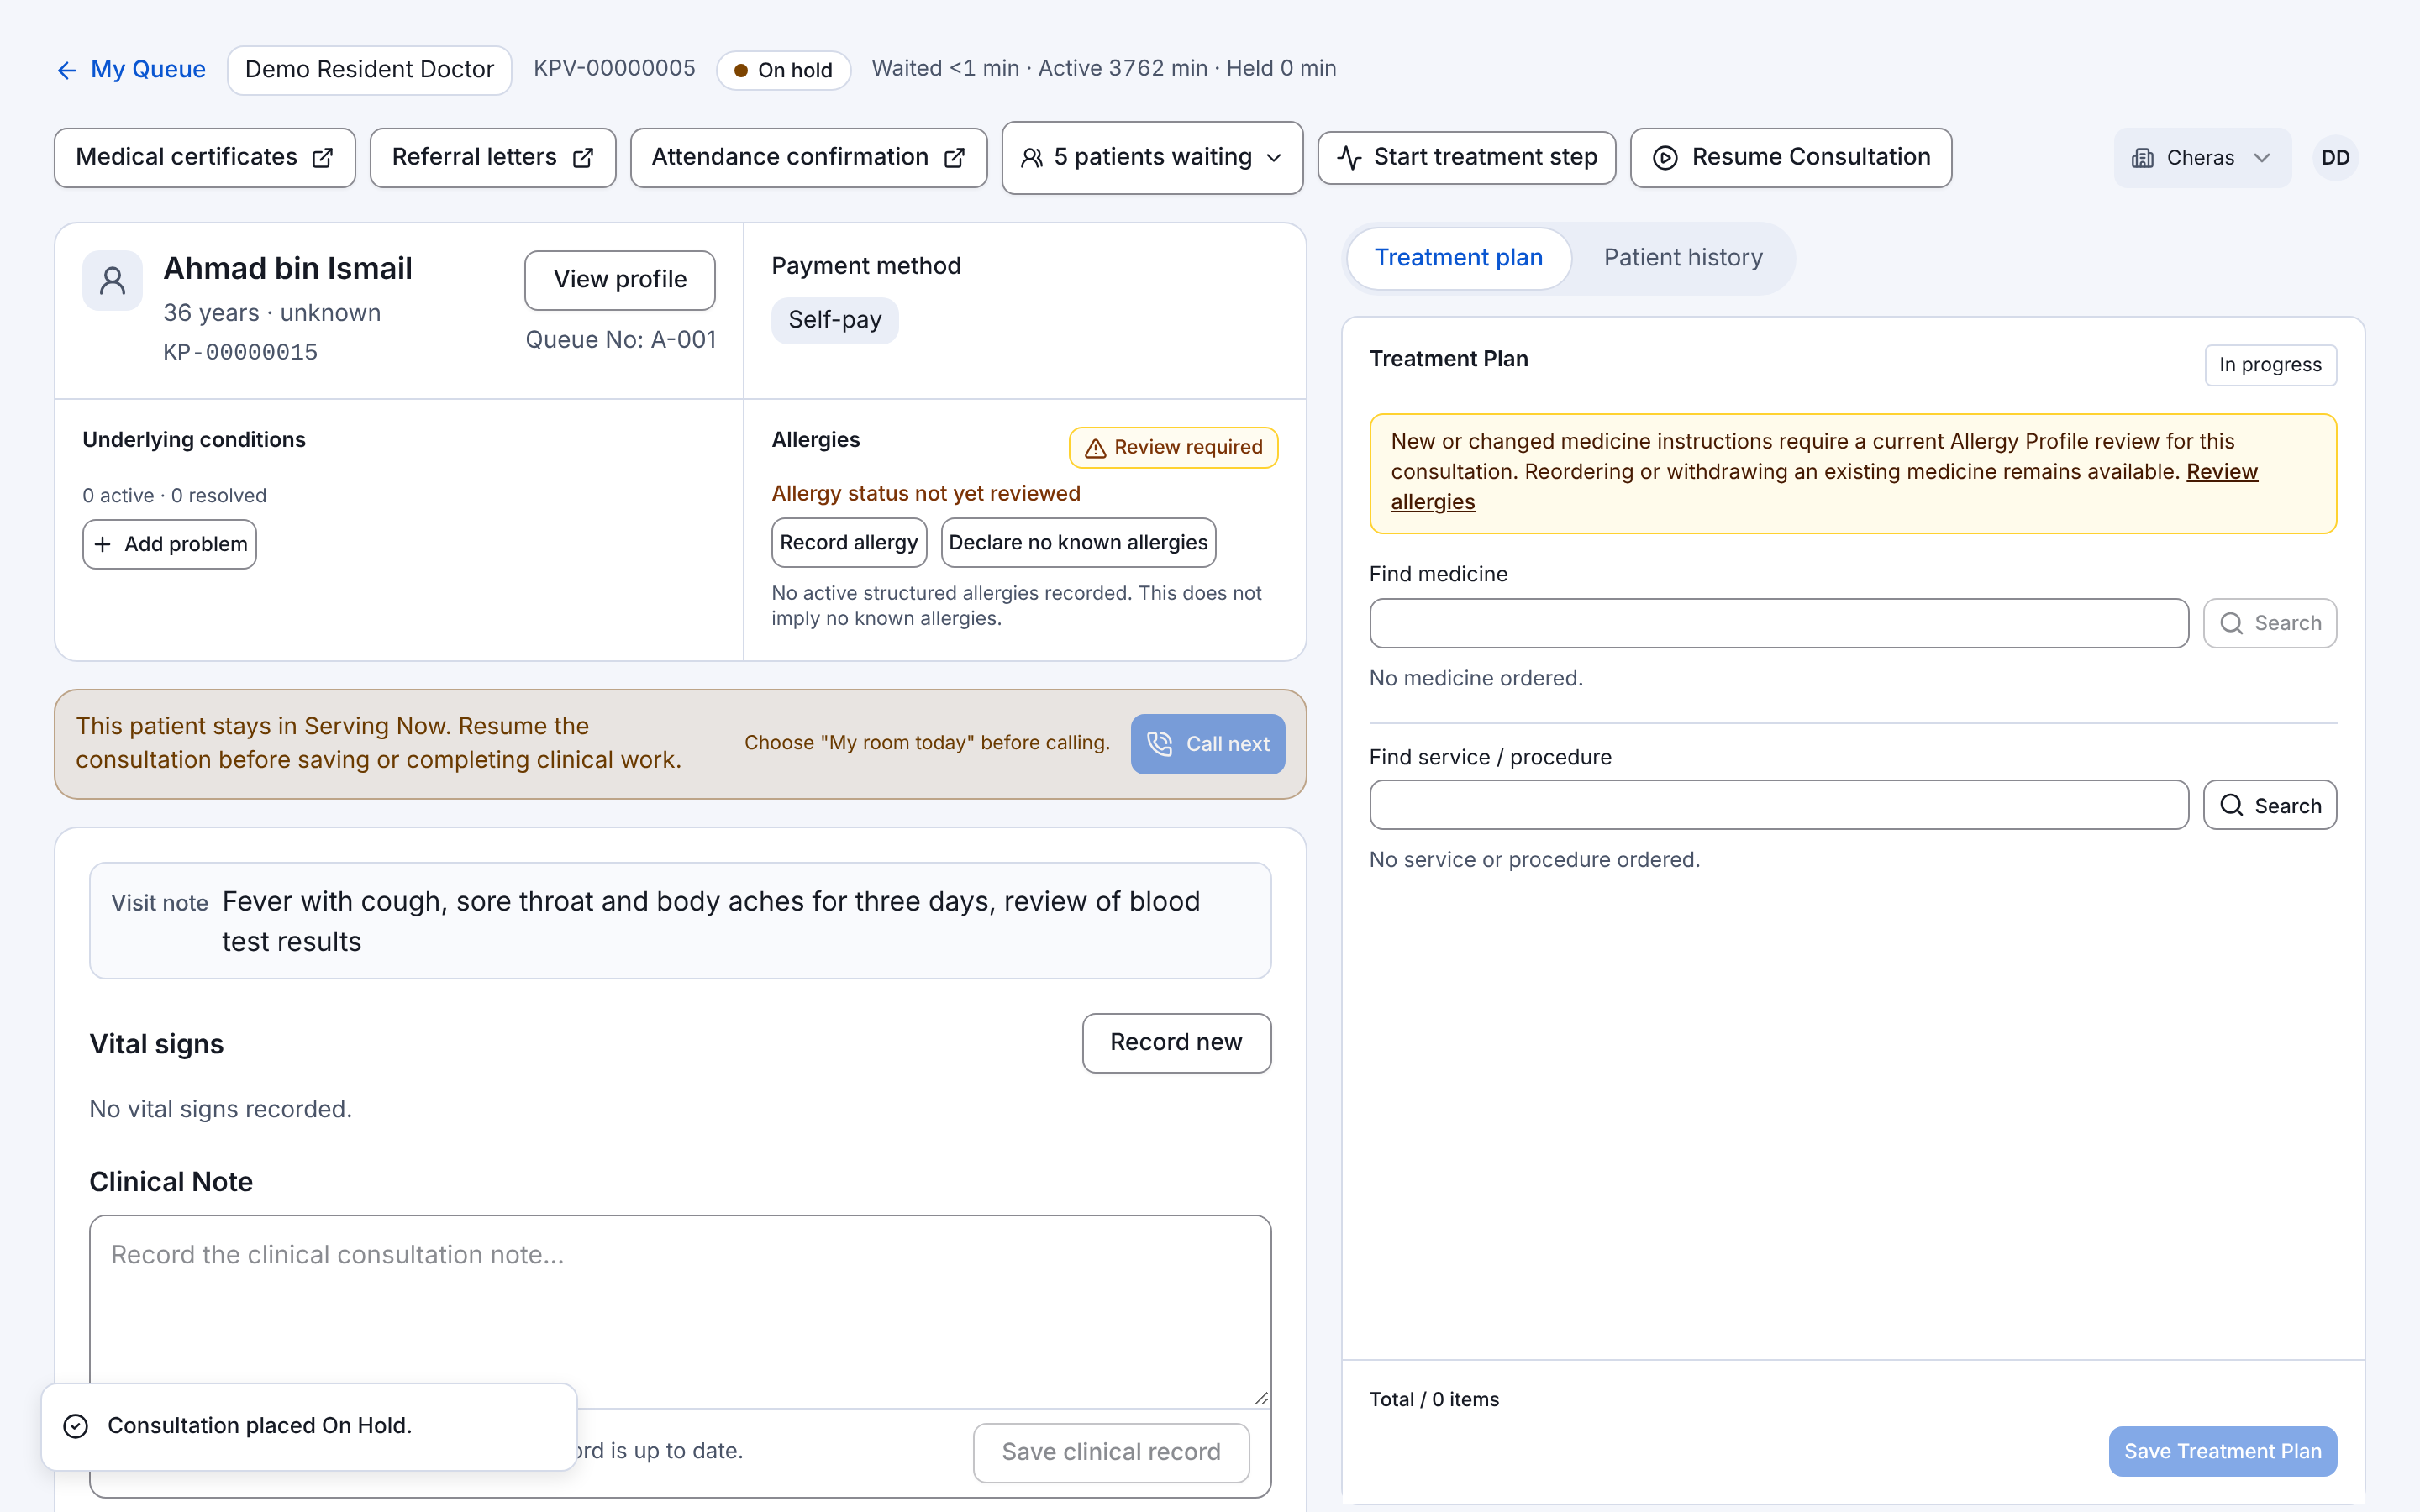 My Queue
Demo Resident Doctor
KPV-00000005
On hold
Waited <1 min · Active 3762 min · Held 0 min
Medical certificates
Referral letters
Attendance confirmation
5 patients waiting
Start treatment step
Resume Consultation
Cheras
DD
Ahmad bin Ismail
36 years · unknown
KP-00000015
View profile
Queue No: A-001
Payment method
Self-pay
Underlying conditions
0 active · 0 resolved
Add problem
Allergies
Review required
Allergy status not yet reviewed
Record allergy
Declare no known allergies
No active structured allergies recorded. This does not
imply no known allergies.
This patient stays in Serving Now. Resume the
consultation before saving or completing clinical work.
Choose "My room today" before calling.
Call next
Visit note
Fever with cough, sore throat and body aches for three days, review of blood
test results
Vital signs
Record new
No vital signs recorded.
Clinical Note
Record the clinical consultation note...
Consultation placed On Hold.
is up to date.
Save clinical record
Treatment plan
Patient history
Treatment Plan
In progress
New or changed medicine instructions require a current Allergy Profile review for this
consultation. Reordering or withdrawing an existing medicine remains available. Review
allergies
Find medicine
Search
No medicine ordered.
Find service / procedure
Search
No service or procedure ordered.
Total / 0 items
Save Treatment Plan